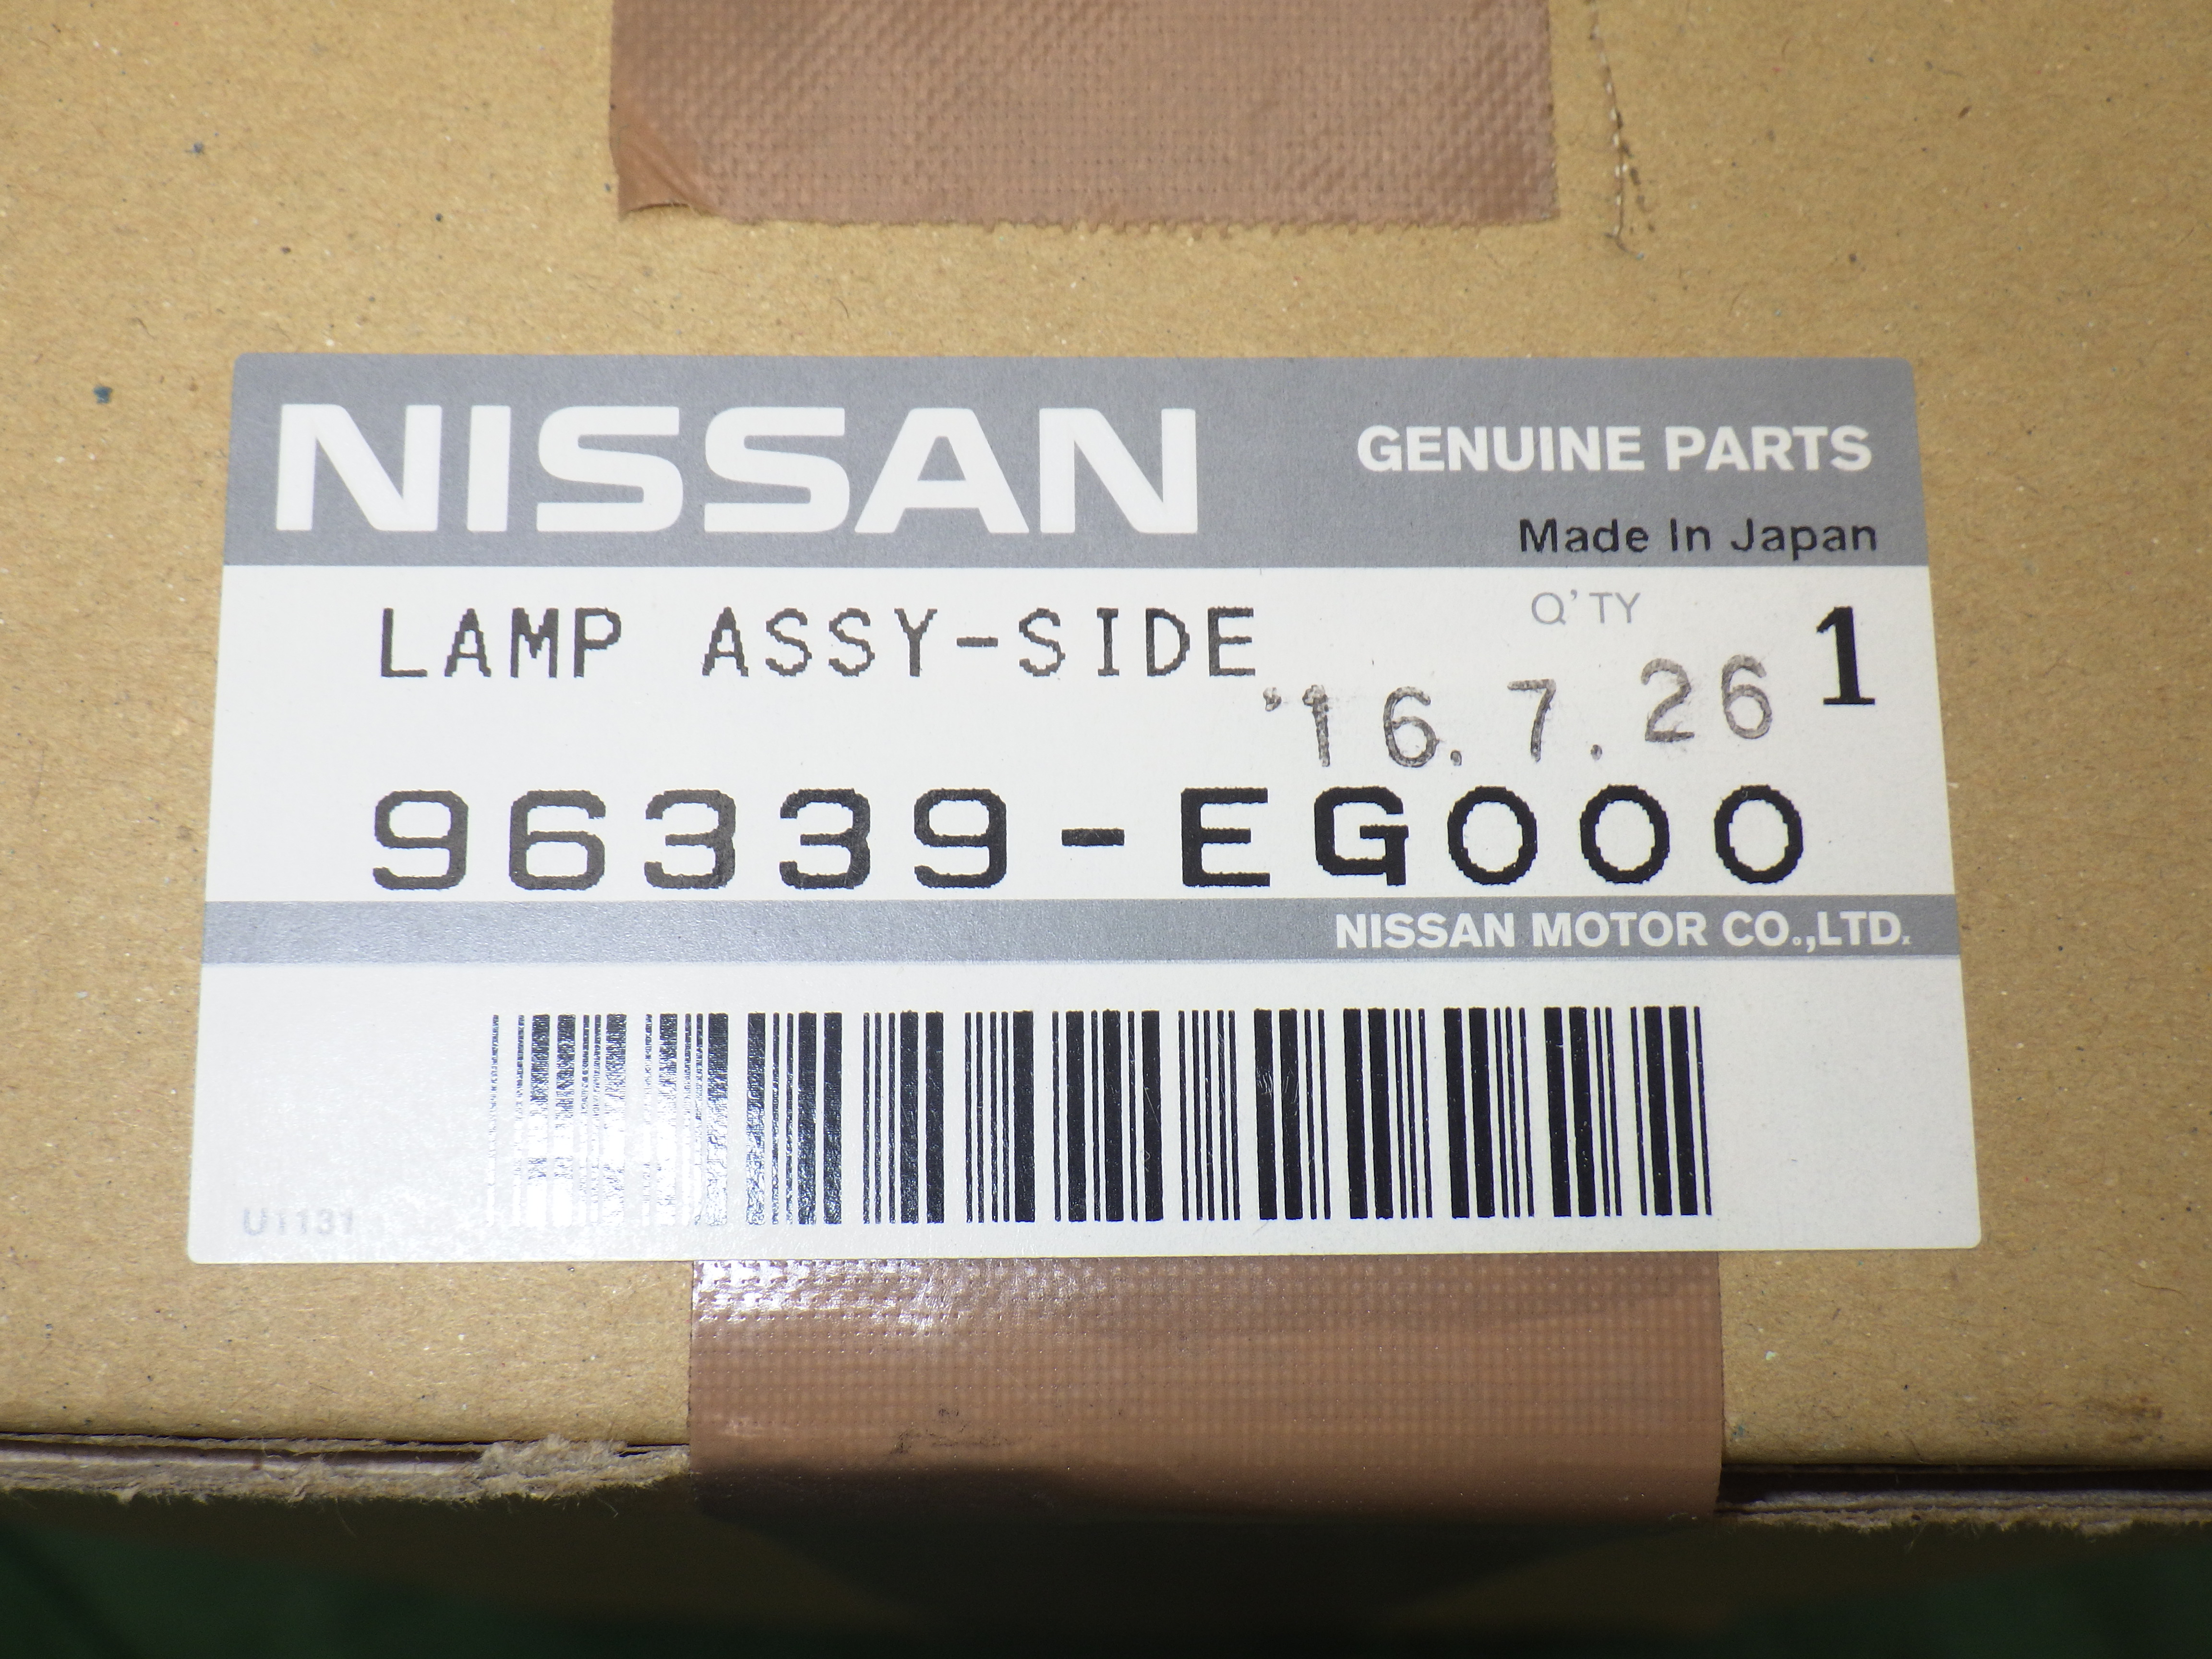 NISSAN
GENUINE PARTS
Made In Japan
LAMP ASSY-SIDE
Q'TY 1
'16.7.26
96339-EG000
NISSAN MOTOR CO.,LTD.
U1131